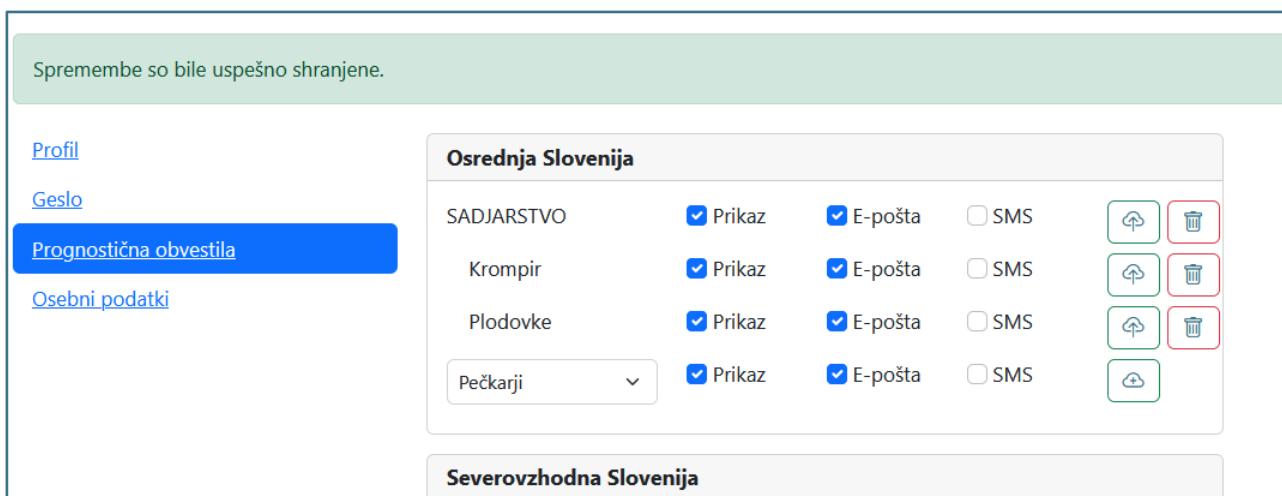 Spremembe so bile uspešno shranjene.
Profil
Geslo
Prognostična obvestila
Osebni podatki
Osrednja Slovenija
SADJARSTVO Prikaz E-pošta SMS
Krompir Prikaz E-pošta SMS
Plodovke Prikaz E-pošta SMS
Pečkarji Prikaz E-pošta SMS
Severovzhodna Slovenija